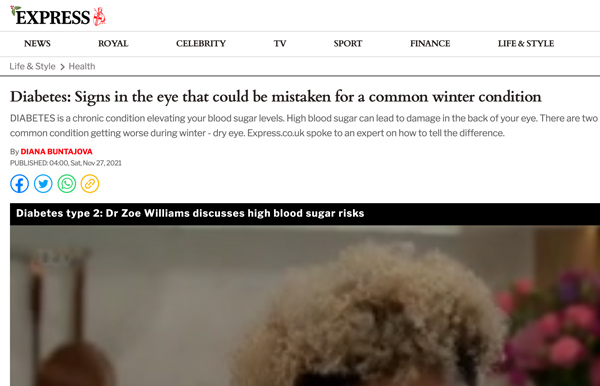 EXPRESS
NEWS ROYAL CELEBRITY TV SPORT FINANCE LIFE & STYLE
Life & Style > Health
Diabetes: Signs in the eye that could be mistaken for a common winter condition
DIABETES is a chronic condition elevating your blood sugar levels. High blood sugar can lead to damage in the back of your eye. There are two
common condition getting worse during winter - dry eye. Express.co.uk spoke to an expert on how to tell the difference.
By DIANA BUNTAJOVA
PUBLISHED: 04:00, Sat, Nov 27, 2021
Diabetes type 2: Dr Zoe Williams discusses high blood sugar risks